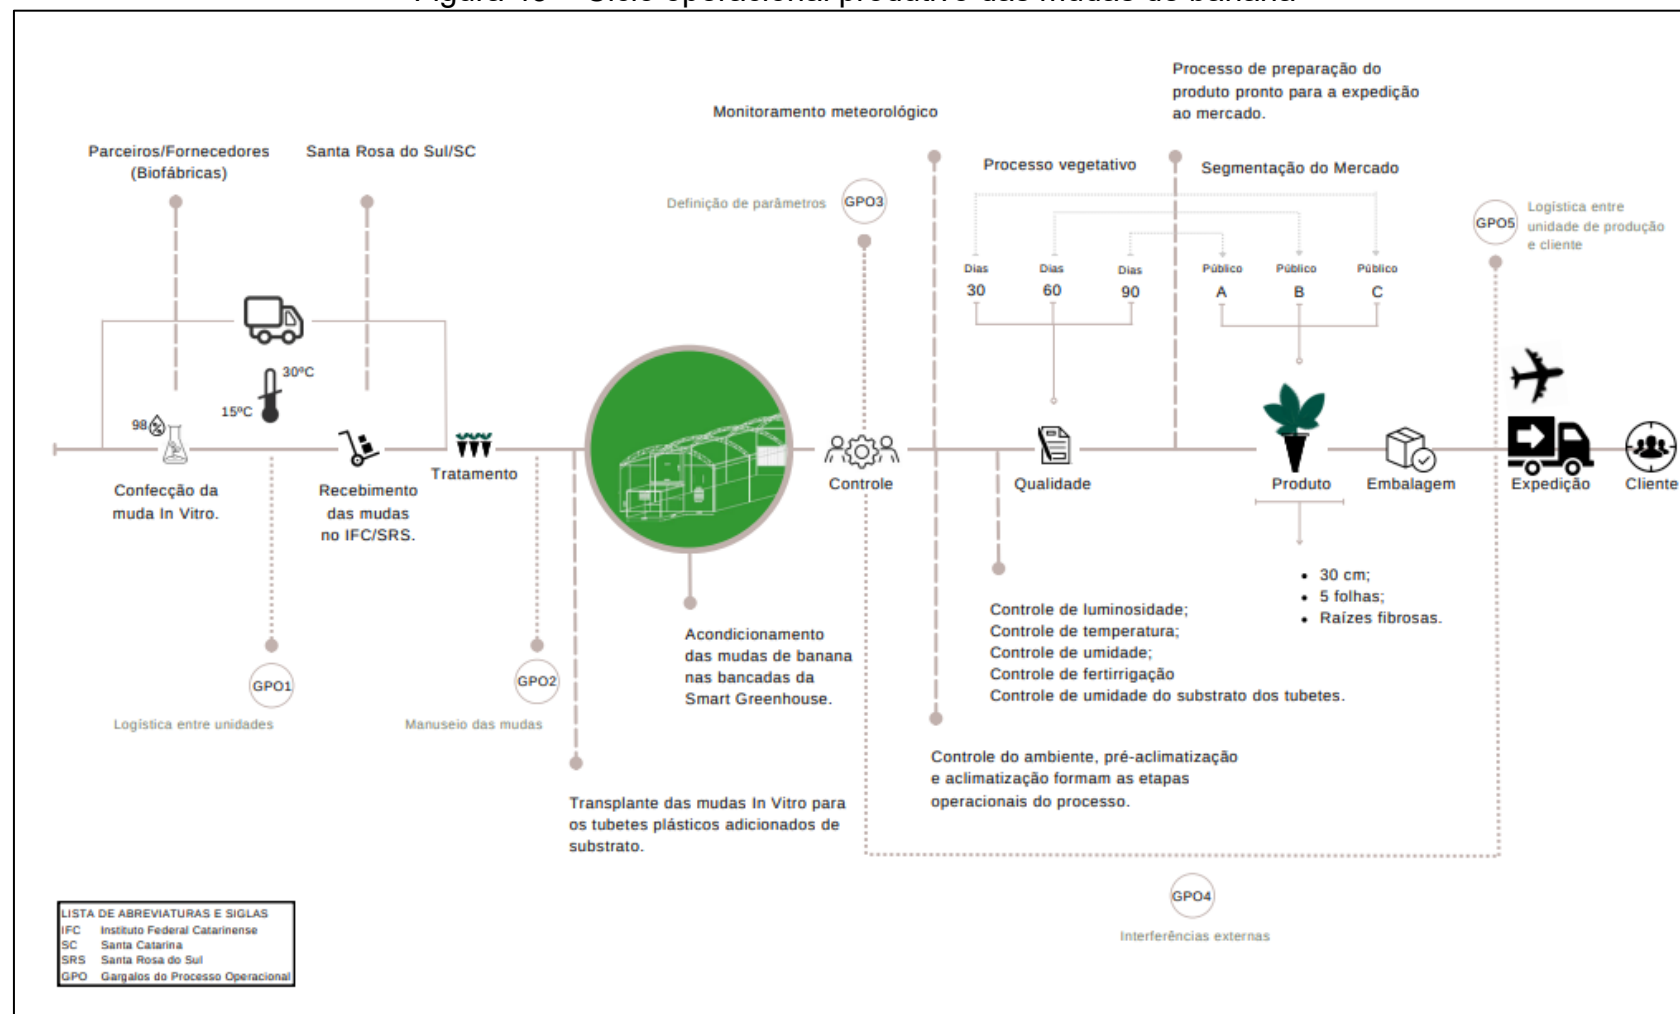 Processo de preparação do
produto pronto para a expedição
ao mercado.
Monitoramento meteorológico
Parceiros/Fornecedores
(Biofábricas)
Santa Rosa do Sul/SC
Processo vegetativo
Segmentação do Mercado
Definição de parâmetros
GPO3
GPO5
Logística entre
unidade de produção
e cliente
Dias
30
Dias
60
Dias
90
Público
A
Público
B
Público
C
30ºC
15ºC
98%
Confecção da
muda In Vitro.
Recebimento
das mudas
no IFC/SRS.
Tratamento
Controle
Qualidade
Produto
Embalagem
Expedição
Cliente
30 cm;
5 folhas;
Raízes fibrosas.
Controle de luminosidade;
Controle de temperatura;
Controle de umidade;
Controle de fertirrigação
Controle de umidade do substrato dos tubetes.
Acondicionamento
das mudas de banana
nas bancadas da
Smart Greenhouse.
GPO1
Logística entre unidades
GPO2
Manuseio das mudas
Controle do ambiente, pré-aclimatização
e aclimatização formam as etapas
operacionais do processo.
Transplante das mudas In Vitro para
os tubetes plásticos adicionados de
substrato.
GPO4
Interferências externas
LISTA DE ABREVIATURAS E SIGLAS
IFC Instituto Federal Catarinense
SC Santa Catarina
SRS Santa Rosa do Sul
GPO Gargalos do Processo Operacional